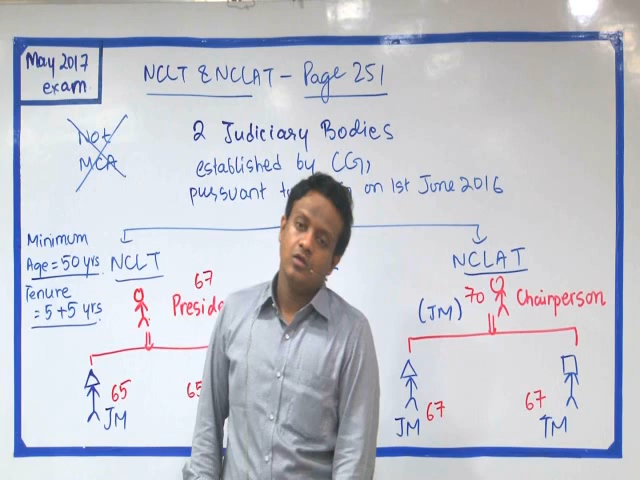 May 2017
exam
NCLT & NCLAT - Page 251
Not
MCA
2 Judiciary Bodies
established by CG,
pursuant on 1st June 2016
Minimum
Age = 50 yrs.
Tenure
= 5+5 yrs.
NCLT
67
NCLAT
(JM)
70
Chairperson
65
JM
JM
67
67
TM